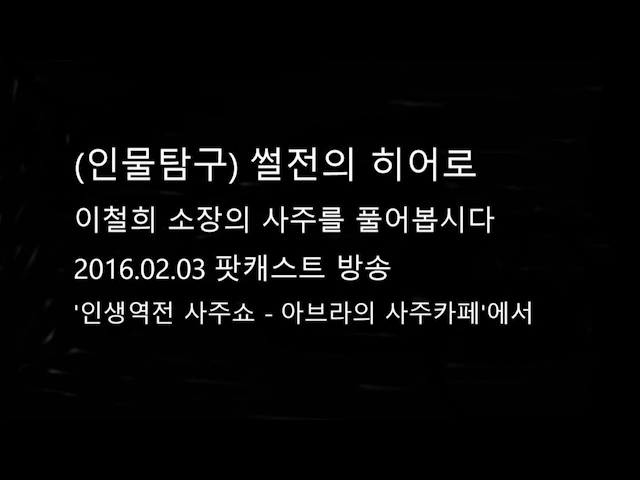 (인물탐구) 썰전의 히어로
이철희 소장의 사주를 풀어봅시다
2016.02.03 팟캐스트 방송
'인생역전 사주쇼 - 아브라의 사주카페'에서